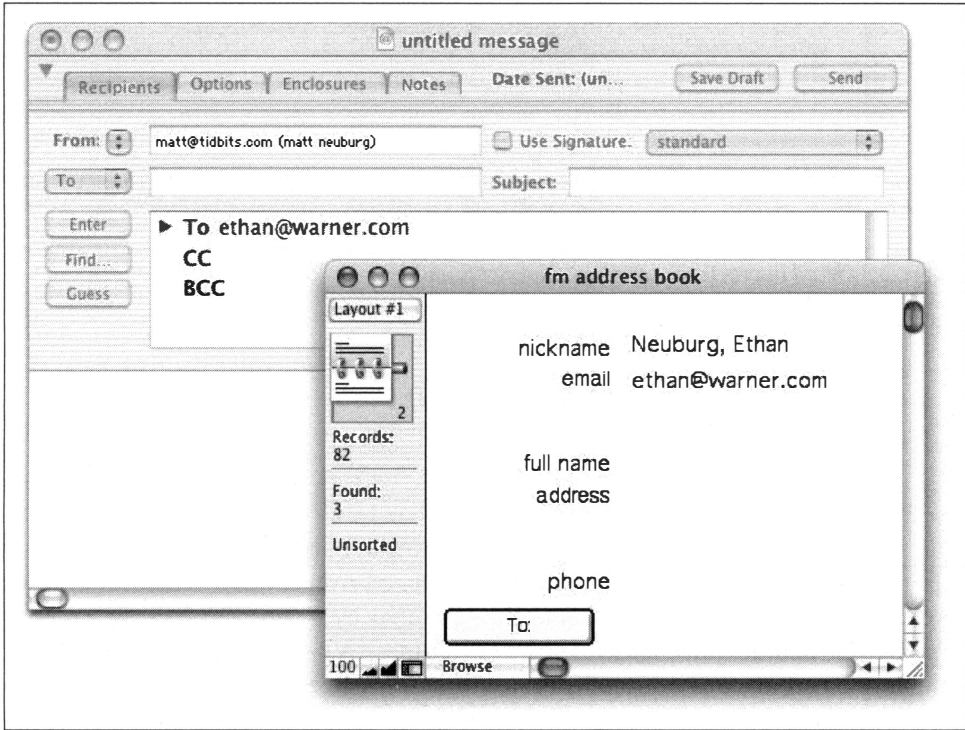 untitled message
Recipients Options Enclosures Notes Date Sent: (un... Save Draft Send
From: matt@tidbits.com (matt neuburg) Use Signature: standard
To Subject:
Enter ▶ To ethan@warner.com
Find... CC
Guess BCC
fm address book
Layout #1
nickname Neuburg, Ethan
email ethan@warner.com
2
Records:
82
full name
Found:
address
3
Unsorted
phone
To:
100 Browse